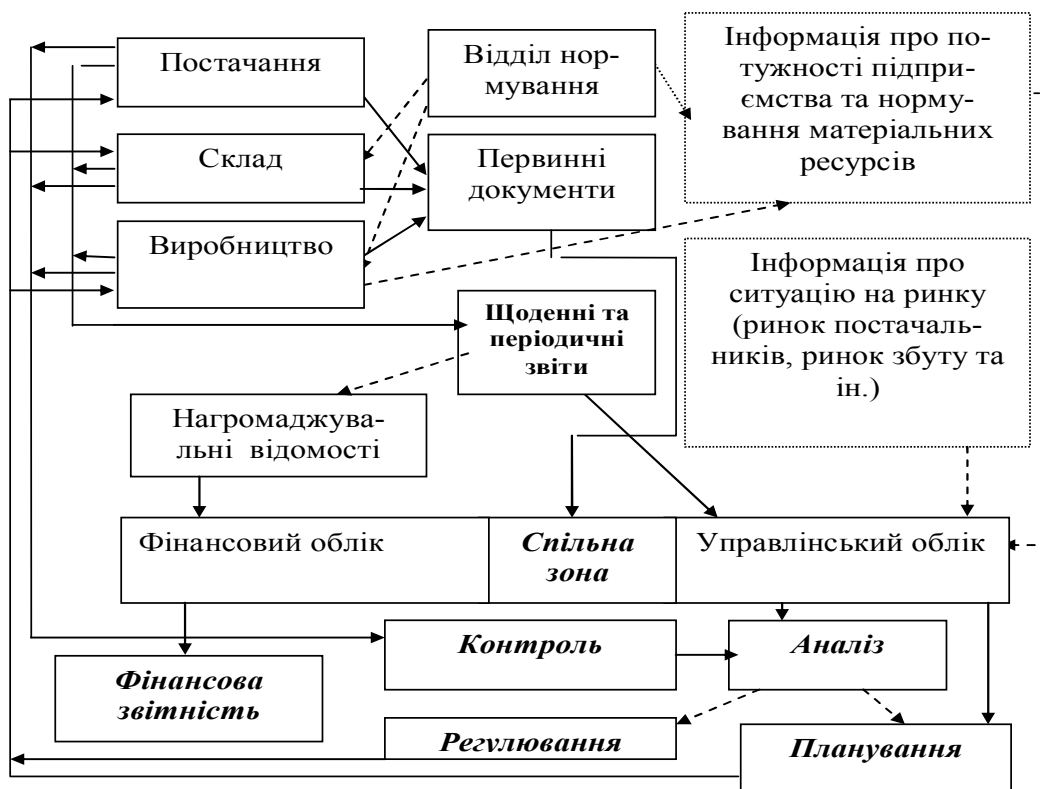 Постачання
Відділ нор-
мування
Інформація про по-
тужності підпри-
ємства та норму-
вання матеріальних
ресурсів
Склад
Первинні
документи
Виробництво
Інформація про
ситуацію на ринку
(ринок постачаль-
ників, ринок збуту та
ін.)
Щоденні та
періодичні
звіти
Нагромаджува-
льні відомості
Фінансовий облік
Спільна
зона
Управлінський облік
Контроль
Аналіз
Фінансова
звітність
Регулювання
Планування